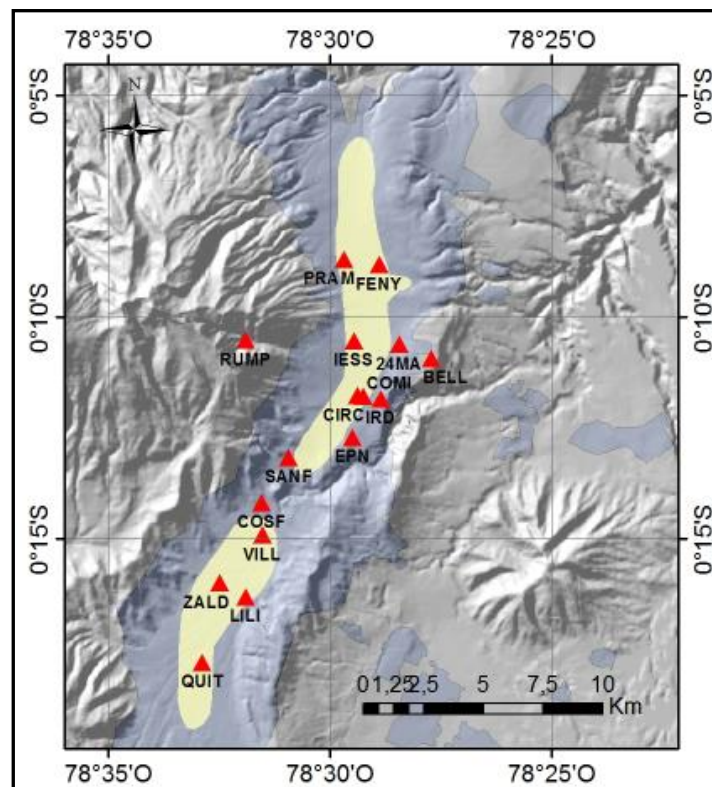 78°35'O 78°30'O 78°25'O
N
0°5'S 0°5'S
PRAM
FENY
0°10'S 0°10'S
RUMP IESS 24MA BELL
COMI
CIRC IRD
EPN
SANF
COSF
0°15'S 0°15'S
VILL
ZALD
LILI
QUIT
0 1,25 2,5 5 7,5 10
Km
78°35'O 78°30'O 78°25'O